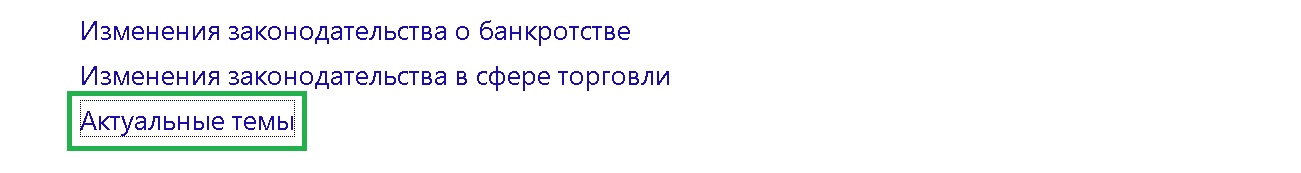 Изменения законодательства о банкротстве
Изменения законодательства в сфере торговли
Актуальные темы